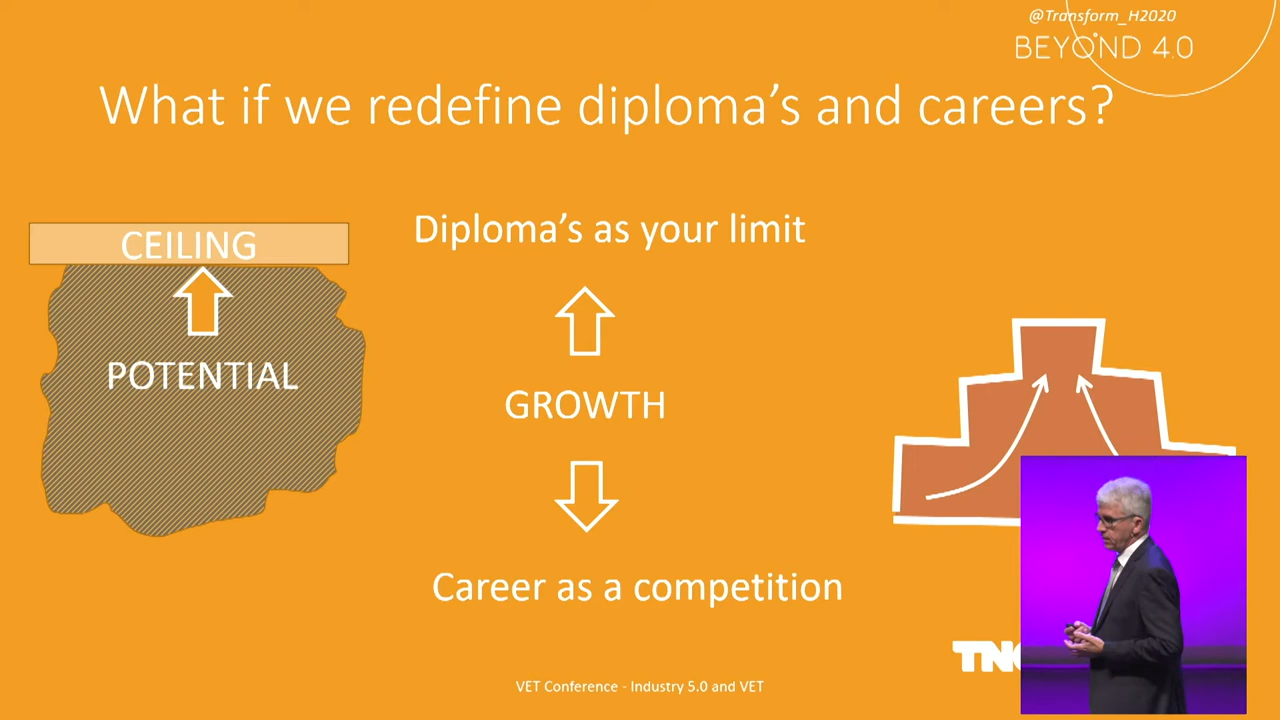 @Transform_H2020
BEYOND 4.0
What if we redefine diploma's and careers?
CEILING
POTENTIAL
Diploma's as your limit
GROWTH
Career as a competition
VET Conference - Industry 5.0 and VET